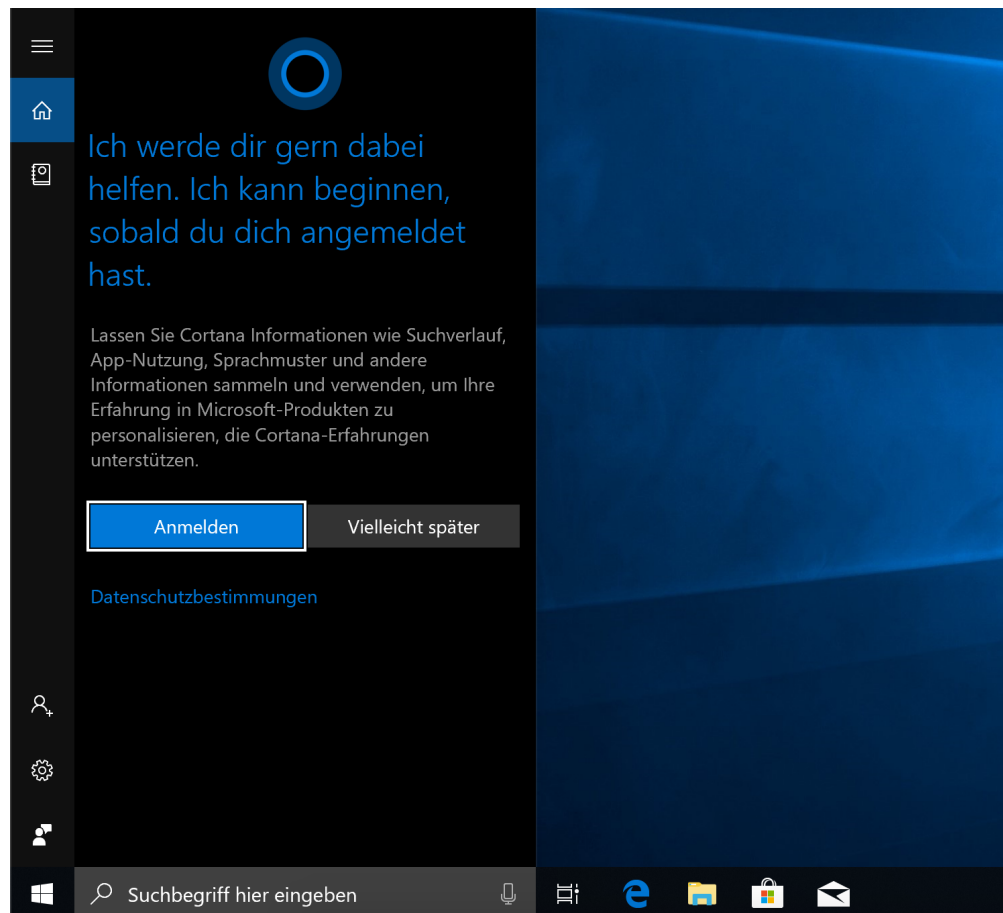 Ich werde dir gern dabei
helfen. Ich kann beginnen,
sobald du dich angemeldet
hast.
Lassen Sie Cortana Informationen wie Suchverlauf,
App-Nutzung, Sprachmuster und andere
Informationen sammeln und verwenden, um Ihre
Erfahrung in Microsoft-Produkten zu
personalisieren, die Cortana-Erfahrungen
unterstützen.
Anmelden
Vielleicht später
Datenschutzbestimmungen
Suchbegriff hier eingeben